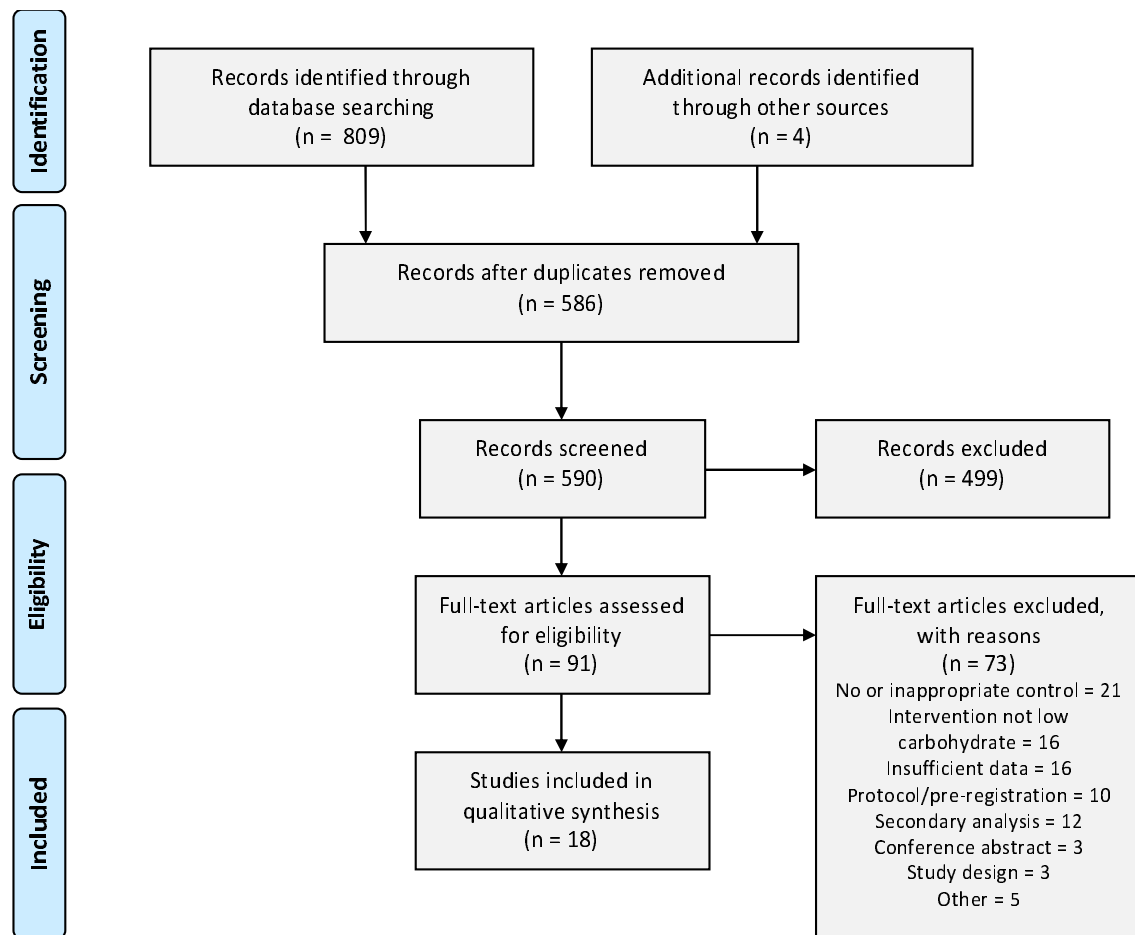 Identification
Records identified through
database searching
(n =  809)
Additional records identified
through other sources
(n = 4)
Screening
Records after duplicates removed
(n = 586)
Records screened
(n = 590)
Records excluded
(n = 499)
Eligibility
Full-text articles assessed
for eligibility
(n = 91)
Full-text articles excluded,
with reasons
(n = 73)
No or inappropriate control = 21
Intervention not low
carbohydrate = 16
Insufficient data = 16
Protocol/pre-registration = 10
Secondary analysis = 12
Conference abstract = 3
Study design = 3
Other = 5
Included
Studies included in
qualitative synthesis
(n = 18)